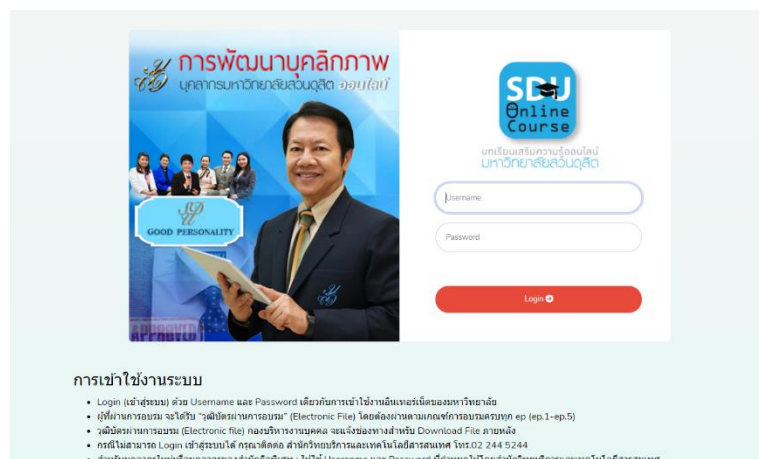 การพัฒนาบุคลิกภาพ
บุคลากรมหาวิทยาลัยสวนดุสิต ออนไลน์
GOOD PERSONALITY
APPROVED
SDU
Online
Course
บทเรียนเสริมความรู้ออนไลน์
มหาวิทยาลัยสวนดุสิต
Username
Password
Login
การเข้าใช้งานระบบ
Login (เข้าสู่ระบบ) ด้วย Username และ Password เดียวกับการเข้าใช้งานอินเทอร์เน็ตของมหาวิทยาลัย
ผู้ที่ผ่านการอบรม จะได้รับ "วุฒิบัตรผ่านการอบรม" (Electronic File) โดยต้องผ่านตามเกณฑ์การอบรมครบทุก ep (ep.1-ep.5)
วุฒิบัตรผ่านการอบรม (Electronic File) กองบริหารงานบุคคล จะแจ้งช่องทางสำหรับ Download File ภายหลัง
กรณีไม่สามารถ Login เข้าสู่ระบบได้ กรุณาติดต่อ สำนักวิทยบริการและเทคโนโลยีสารสนเทศ โทร.02 244 5244